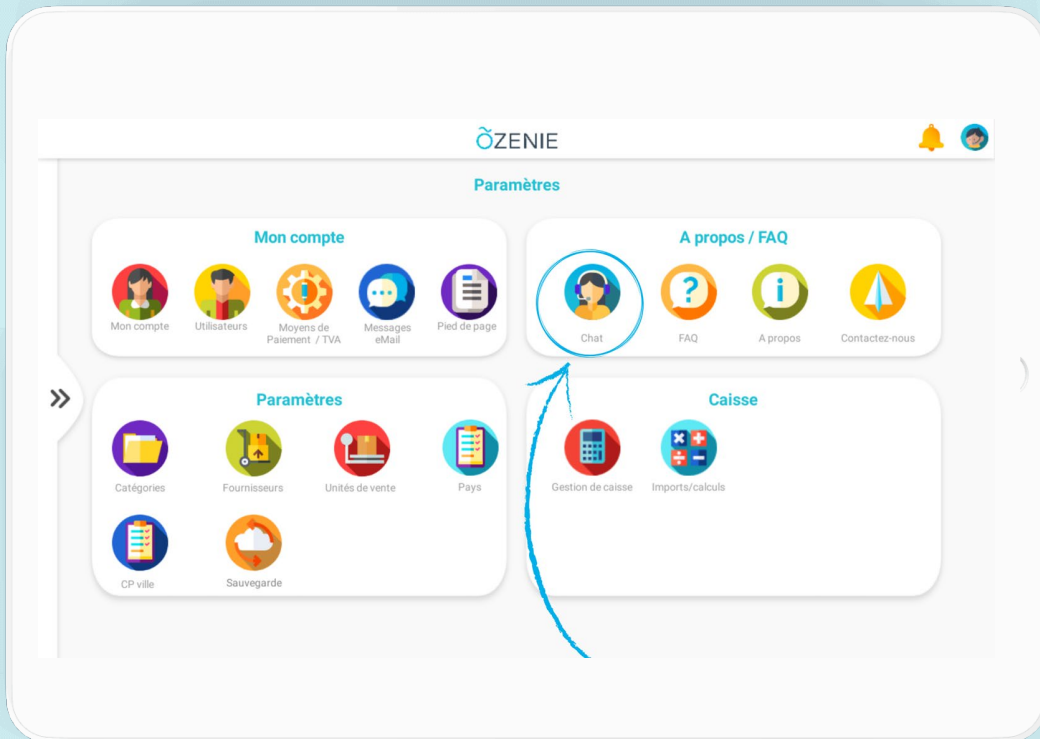 ÕZENIE
Paramètres
Mon compte
Mon compte
Utilisateurs
Moyens de
Paiement / TVA
Messages
eMail
Pied de page
A propos / FAQ
Chat
FAQ
A propos
Contactez-nous
Paramètres
Catégories
Fournisseurs
Unités de vente
Pays
CP ville
Sauvegarde
Caisse
Gestion de caisse
Imports/calculs